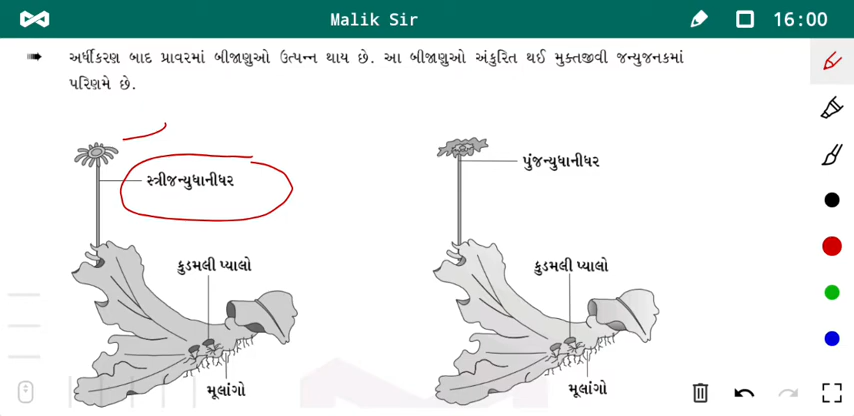 Malik Sir
16:00
અર્ધીકરણ બાદ પ્રાવરમાં બીજાણુઓ ઉત્પન્ન થાય છે. આ બીજાણુઓ અંકુરિત થઈ મુક્તજીવી જન્યુજનકમાં
પરિણમે છે.
સ્ત્રીજન્યુધાનીધર
પુંજન્યુધાનીધર
કુડમલી પ્યાલો
કુડમલી પ્યાલો
મૂલાંગો
મૂલાંગો